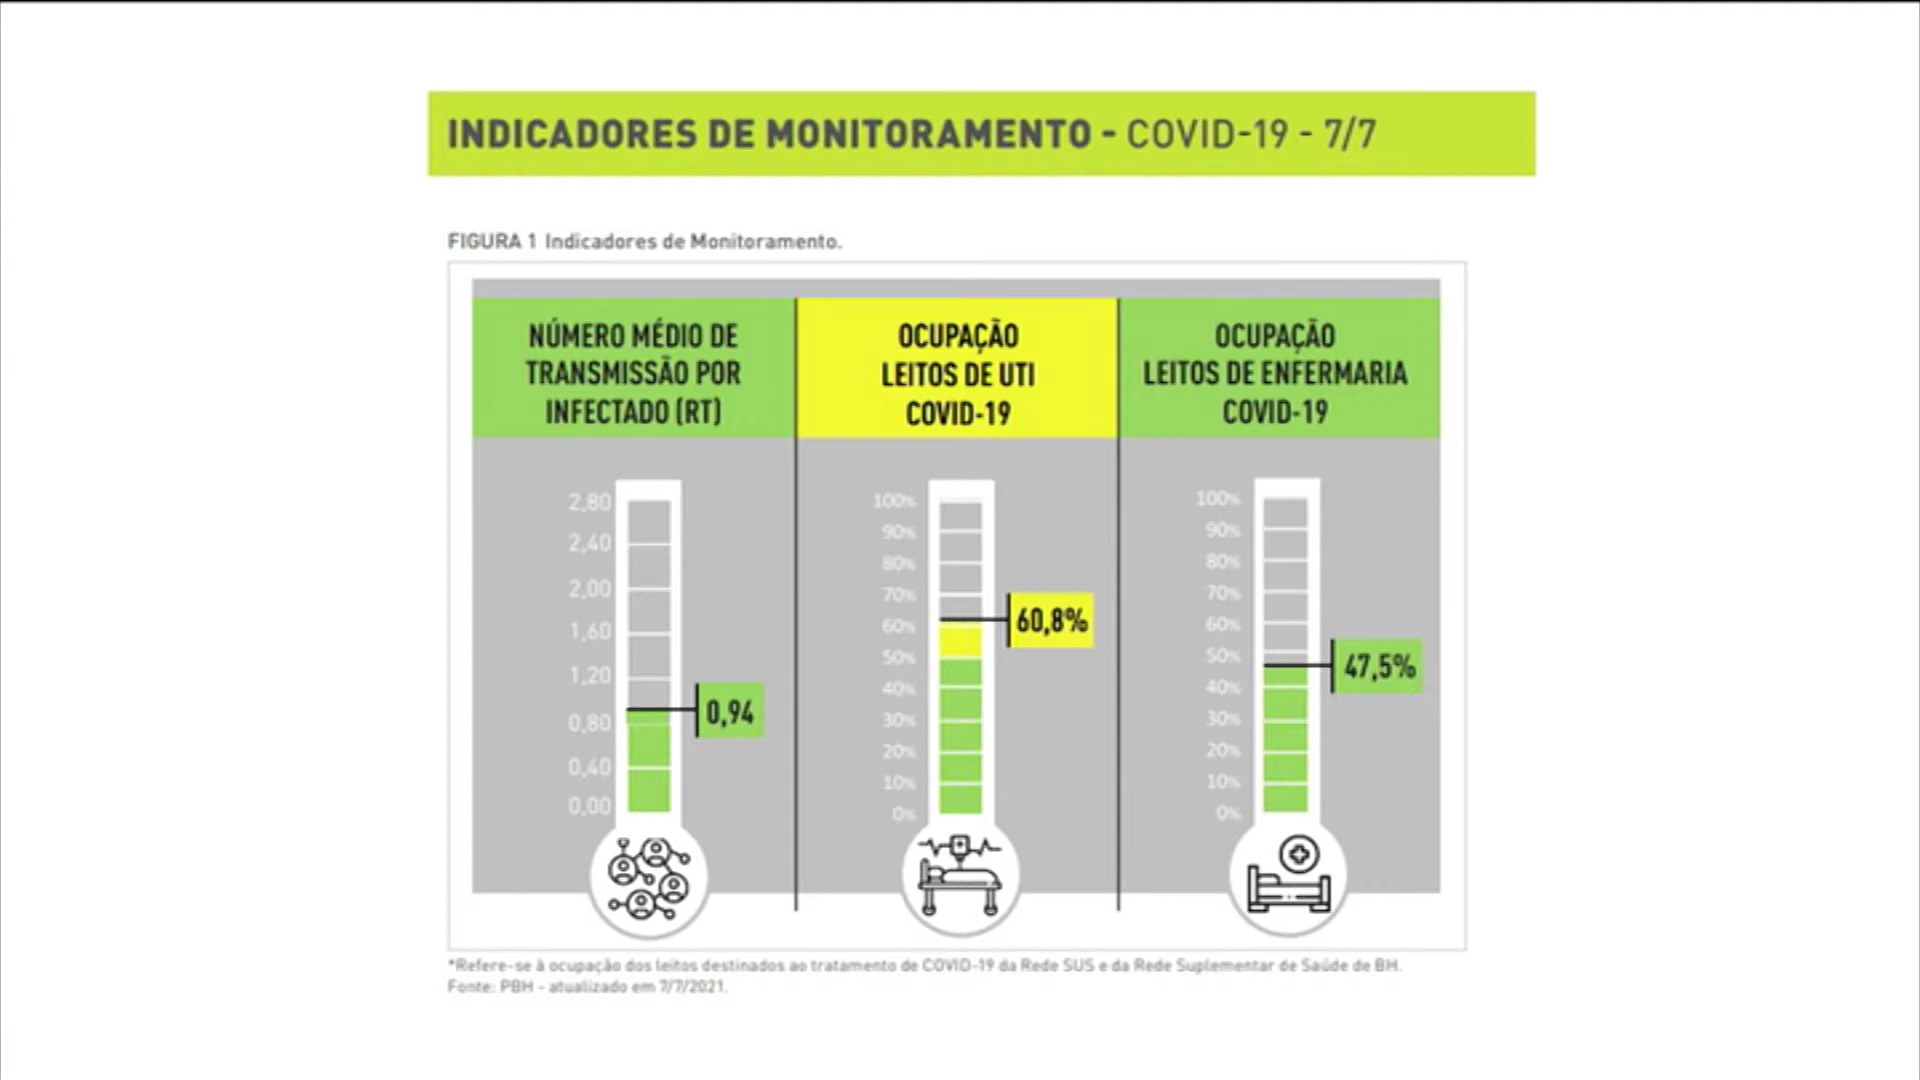 INDICADORES DE MONITORAMENTO - COVID-19 - 7/7
FIGURA 1 Indicadores de Monitoramento.
NÚMERO MÉDIO DE
TRANSMISSÃO POR
INFECTADO (RT)
2,80
2,40
2,00
1,60
1,20
0,80
0,40
0,00
0,94
OCUPAÇÃO
LEITOS DE UTI
COVID-19
100%
90%
80%
70%
60%
50%
40%
30%
20%
10%
0%
60,8%
OCUPAÇÃO
LEITOS DE ENFERMARIA
COVID-19
100%
90%
80%
70%
60%
50%
40%
30%
20%
10%
0%
47,5%
*Refere-se à ocupação dos leitos destinados ao tratamento de COVID-19 da Rede SUS e da Rede Suplementar de Saúde de BH.
Fonte: PBH - atualizado em 7/7/2021.